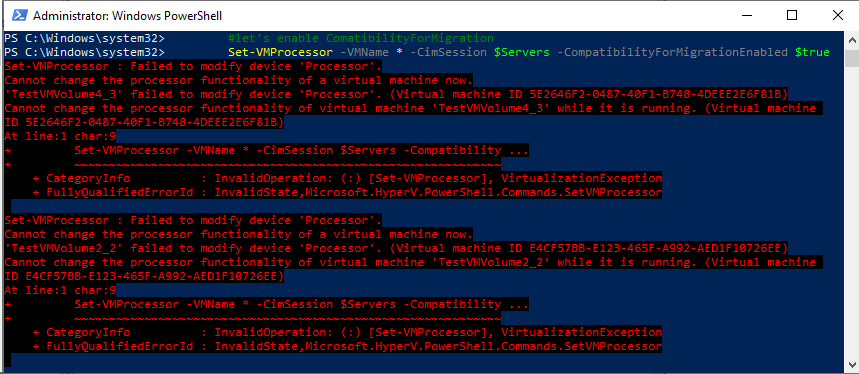 Administrator: Windows PowerShell
PS C:\Windows\system32>        #let's enable ComatibilityForMigration
PS C:\Windows\system32>        Set-VMProcessor -VMName * -CimSession $Servers -CompatibilityForMigrationEnabled $true
Set-VMProcessor : Failed to modify device 'Processor'.
Cannot change the processor functionality of a virtual machine now.
'TestVMVolume4_3' failed to modify device 'Processor'. (Virtual machine ID 5E2646F2-0487-40F1-B748-4DEEE2E6F81B)
Cannot change the processor functionality of virtual machine 'TestVMVolume4_3' while it is running. (Virtual machine
ID 5E2646F2-0487-40F1-B748-4DEEE2E6F81B)
At line:1 char:9
+         Set-VMProcessor -VMName * -CimSession $Servers -Compatibility ...
+         ~~~~~~~~~~~~~~~~~~~~~~~~~~~~~~~~~~~~~~~~~~~~~~~~~~~~~~
    + CategoryInfo          : InvalidOperation: (:) [Set-VMProcessor], VirtualizationException
    + FullyQualifiedErrorId : InvalidState,Microsoft.HyperV.PowerShell.Commands.SetVMProcessor
Set-VMProcessor : Failed to modify device 'Processor'.
Cannot change the processor functionality of a virtual machine now.
'TestVMVolume2_2' failed to modify device 'Processor'. (Virtual machine ID E4CF57BB-E123-465F-A992-AED1F10726EE)
Cannot change the processor functionality of virtual machine 'TestVMVolume2_2' while it is running. (Virtual machine
ID E4CF57BB-E123-465F-A992-AED1F10726EE)
At line:1 char:9
+         Set-VMProcessor -VMName * -CimSession $Servers -Compatibility ...
+         ~~~~~~~~~~~~~~~~~~~~~~~~~~~~~~~~~~~~~~~~~~~~~~~~~~~~~~
    + CategoryInfo          : InvalidOperation: (:) [Set-VMProcessor], VirtualizationException
    + FullyQualifiedErrorId : InvalidState,Microsoft.HyperV.PowerShell.Commands.SetVMProcessor